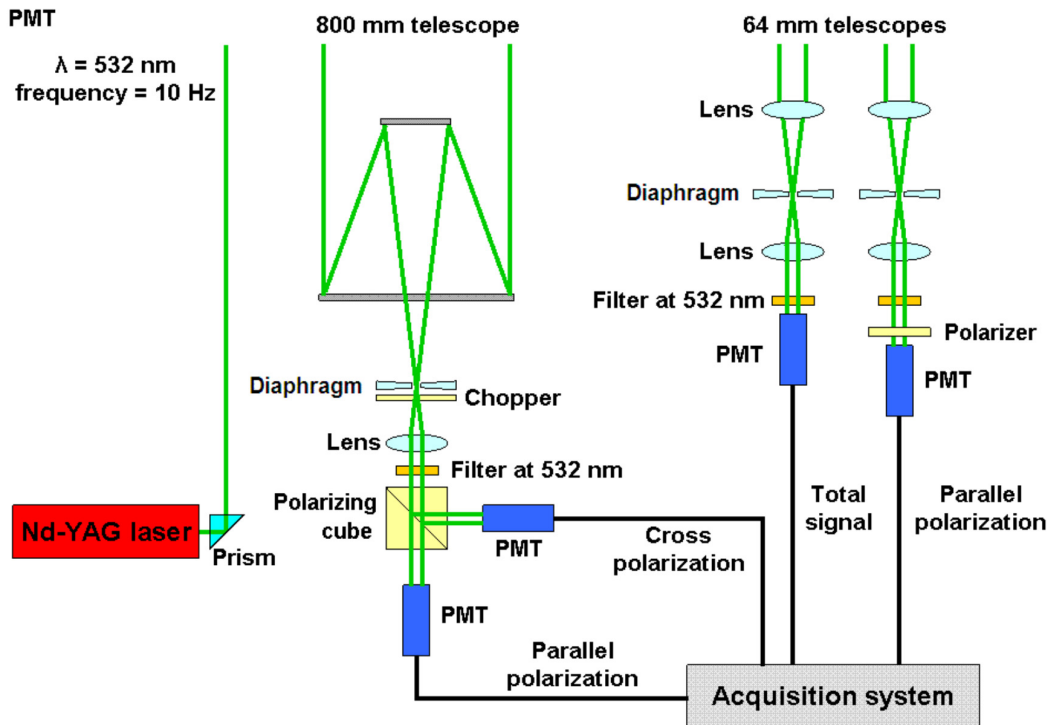 PMT
λ = 532 nm
frequency = 10 Hz
800 mm telescope
64 mm telescopes
Lens
Diaphragm
Lens
Filter at 532 nm
Polarizer
PMT
PMT
Diaphragm
Chopper
Lens
Filter at 532 nm
Polarizing
cube
Nd-YAG laser
Prism
PMT
Cross
polarization
Total
signal
Parallel
polarization
PMT
Parallel
polarization
Acquisition system